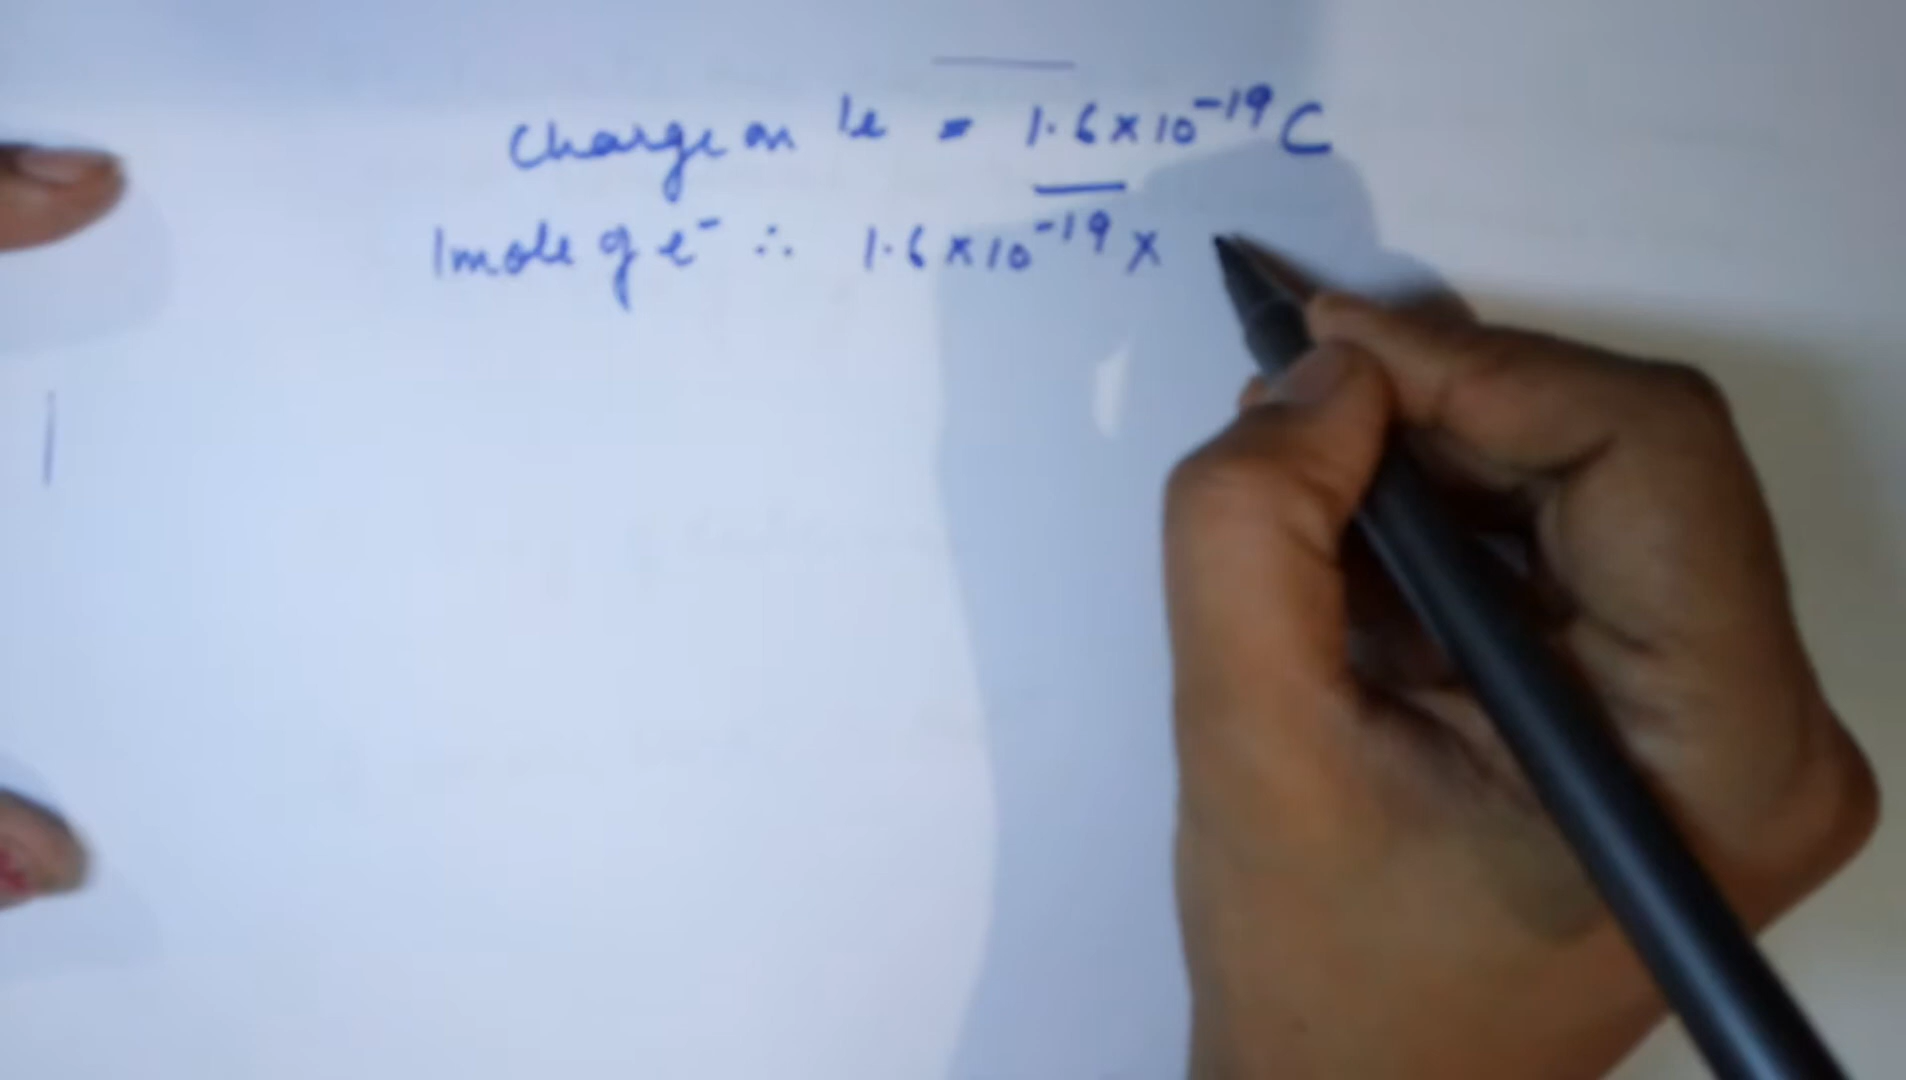 Charge on 1e = 1.6×10⁻¹⁹ C
1mole of e⁻ ∴ 1.6×10⁻¹⁹ ×